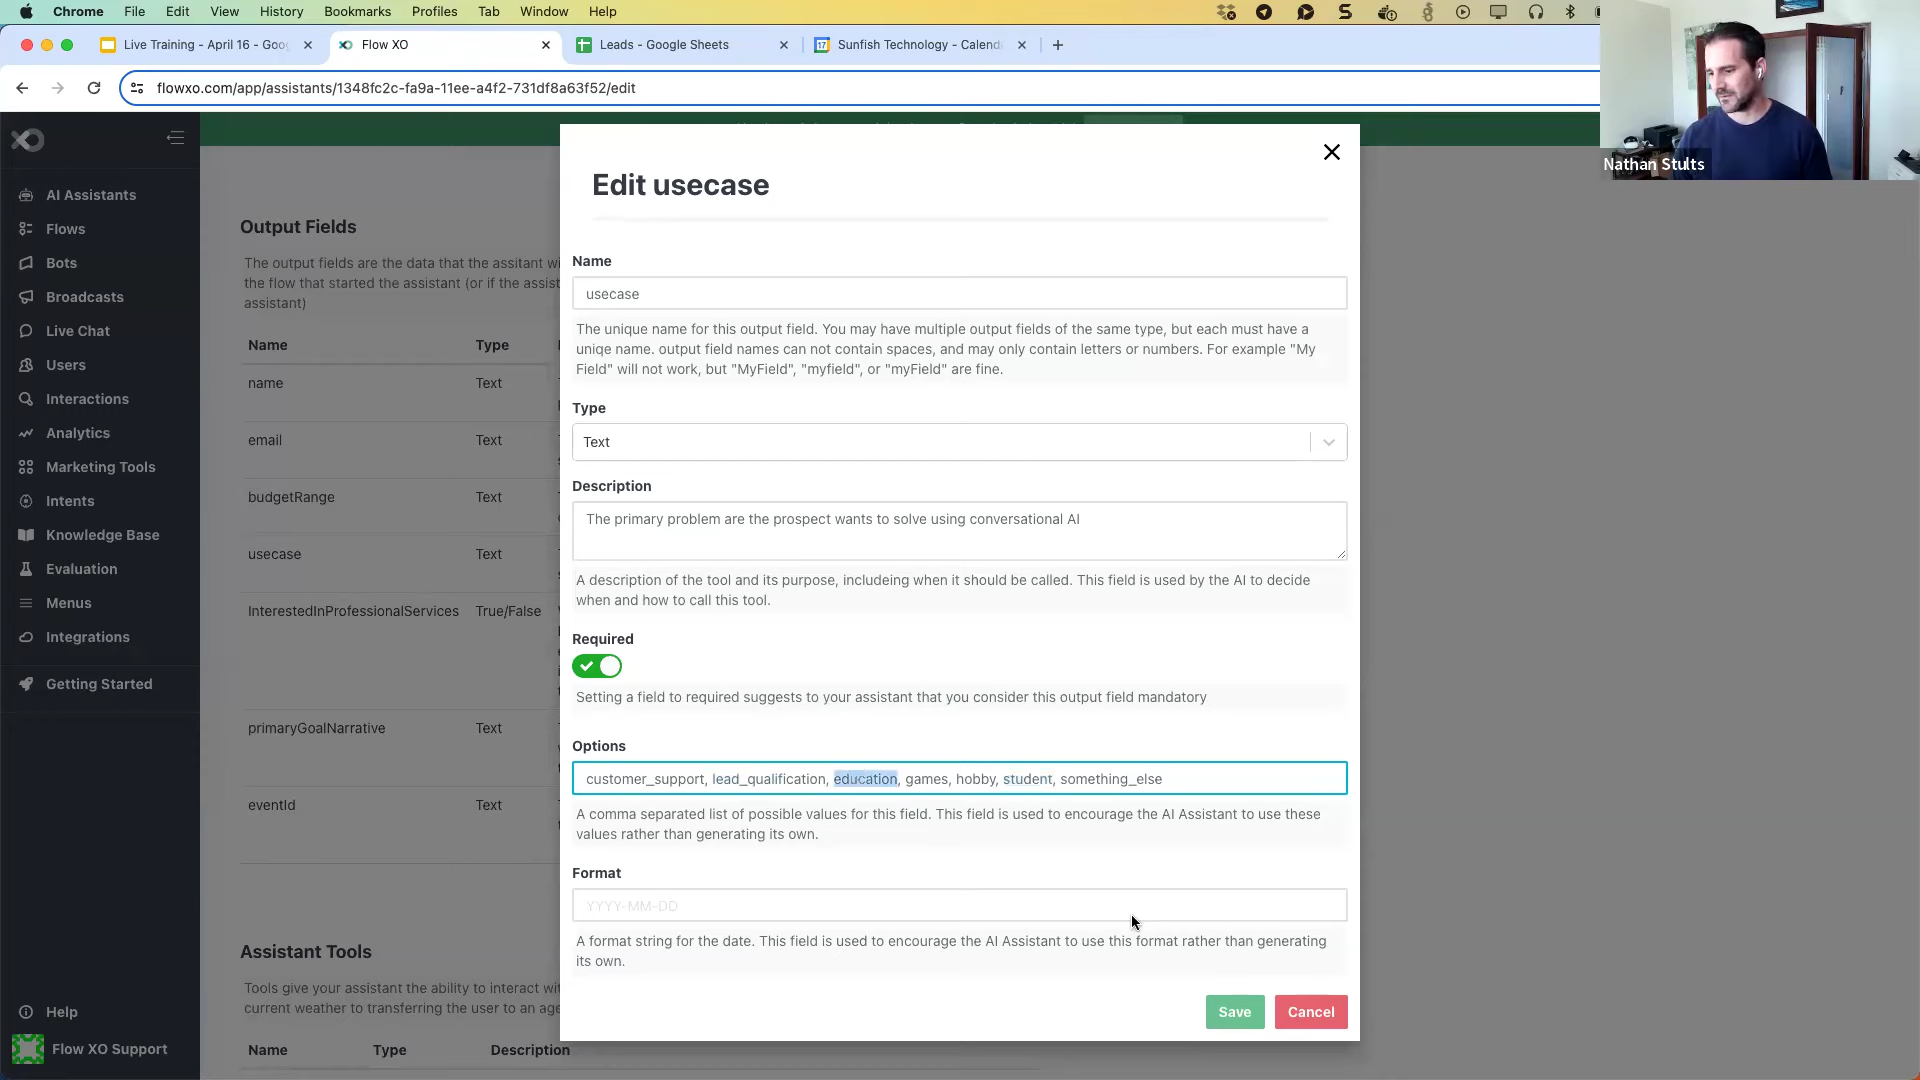 Chrome File Edit View History Bookmarks Profiles Tab Window Help
Live Training - April 16 - Goo
Flow XO
Leads - Google Sheets
Sunfish Technology - Calend
flowxo.com/app/assistants/1348fc2c-fa9a-11ee-a4f2-731df8a63f52/edit
Nathan Stults
XO
AI Assistants
Flows
Bots
Broadcasts
Live Chat
Users
Interactions
Analytics
Marketing Tools
Intents
Knowledge Base
Evaluation
Menus
Integrations
Getting Started
Help
Flow XO Support
Output Fields
The output fields are the data that the assitant wi
the flow that started the assistant (or if the assist
assistant)
Name Type
name Text
email Text
budgetRange Text
usecase Text
InterestedInProfessionalServices True/False
primaryGoalNarrative Text
eventId Text
Assistant Tools
Tools give your assistant the ability to interact wit
current weather to transferring the user to an age
Name Type Description
Edit usecase
Name
usecase
The unique name for this output field. You may have multiple output fields of the same type, but each must have a
uniqe name. output field names can not contain spaces, and may only contain letters or numbers. For example "My
Field" will not work, but "MyField", "myfield", or "myField" are fine.
Type
Text
Description
The primary problem are the prospect wants to solve using conversational AI
A description of the tool and its purpose, includeing when it should be called. This field is used by the AI to decide
when and how to call this tool.
Required
Setting a field to required suggests to your assistant that you consider this output field mandatory
Options
customer_support, lead_qualification, education, games, hobby, student, something_else
A comma separated list of possible values for this field. This field is used to encourage the AI Assistant to use these
values rather than generating its own.
Format
YYYY-MM-DD
A format string for the date. This field is used to encourage the AI Assistant to use this format rather than generating
its own.
Save Cancel